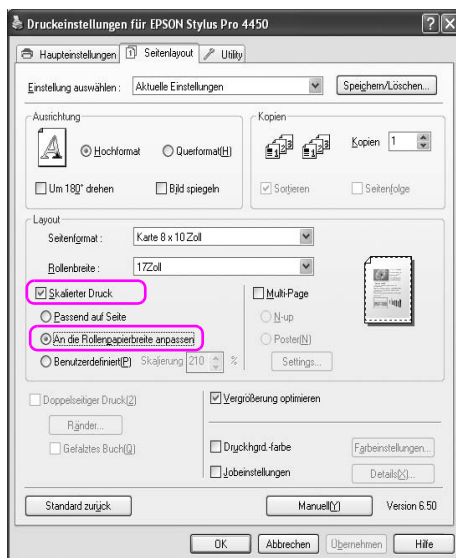 Druckeinstellungen für EPSON Stylus Pro 4450
Haupteinstellungen Seitenlayout Utility
Einstellung auswählen : Aktuelle Einstellungen Speichern/Löschen...
Ausrichtung
A Hochformat Querformat(H)
Um 180° drehen Bild spiegeln
Kopien
Kopien 1
Sortieren Seitenfolge
Layout
Seitenformat : Karte 8 x 10 Zoll
Rollenbreite : 17Zoll
Skalierter Druck
Passend auf Seite
An die Rollenpapierbreite anpassen
Benutzerdefiniert(P) Skalierung 210 %
Multi-Page
N-up
Poster(N)
Settings...
Doppelseitiger Druck(2)
Ränder...
Gefalztes Buch(Q)
Vergrößerung optimieren
Druckhgrd.-farbe Farbeinstellungen...
Jobeinstellungen Details(X)...
Standard zurück Manuell(Y) Version 6.50
OK Abbrechen Übernehmen Hilfe